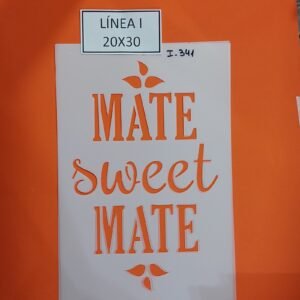 LÍNEA I
20X30
I-341
MATE
sweet
MATE